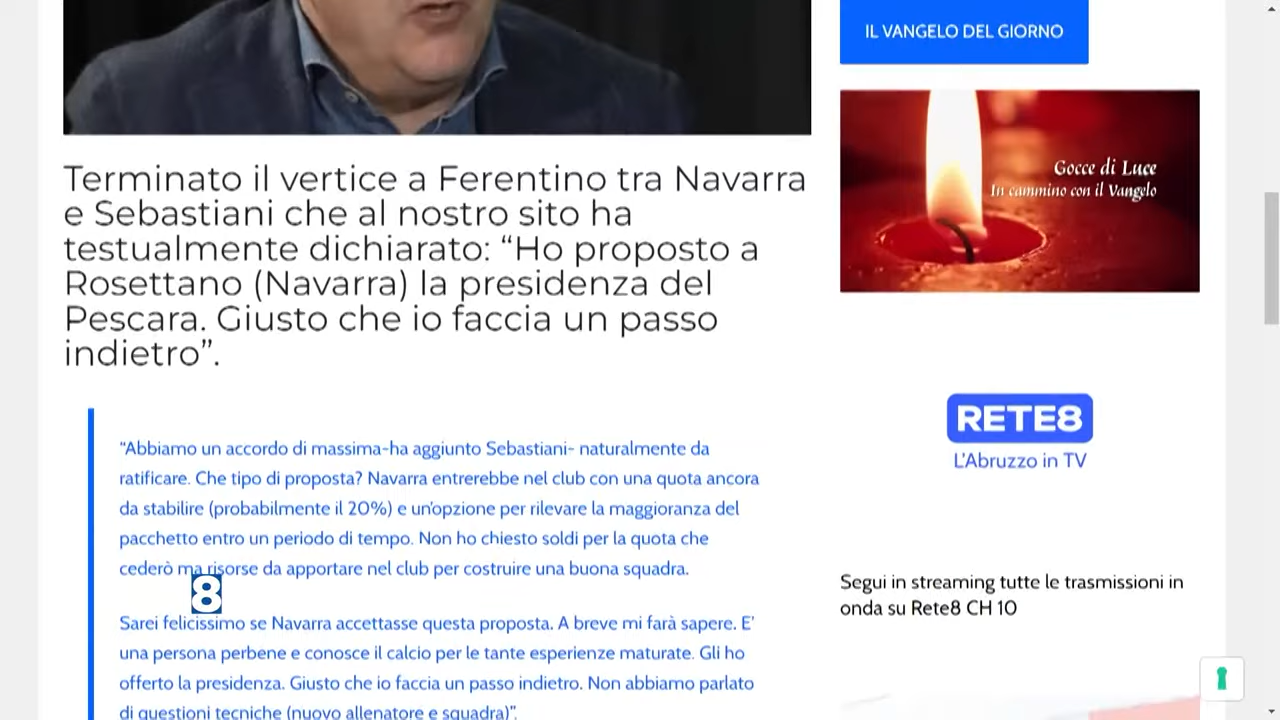 IL VANGELO DEL GIORNO
Gocce di Luce
In cammino con il Vangelo
Terminato il vertice a Ferentino tra Navarra
e Sebastiani che al nostro sito ha
testualmente dichiarato: “Ho proposto a
Rosettano (Navarra) la presidenza del
Pescara. Giusto che io faccia un passo
indietro”.
“Abbiamo un accordo di massima-ha aggiunto Sebastiani- naturalmente da
ratificare. Che tipo di proposta? Navarra entrerebbe nel club con una quota ancora
da stabilire (probabilmente il 20%) e un’opzione per rilevare la maggioranza del
pacchetto entro un periodo di tempo. Non ho chiesto soldi per la quota che
cederò ma risorse da apportare nel club per costruire una buona squadra.
8
Sarei felicissimo se Navarra accettasse questa proposta. A breve mi farà sapere. E’
una persona perbene e conosce il calcio per le tante esperienze maturate. Gli ho
offerto la presidenza. Giusto che io faccia un passo indietro. Non abbiamo parlato
di questioni tecniche (nuovo allenatore e squadra)”.
RETE8
L'Abruzzo in TV
Segui in streaming tutte le trasmissioni in
onda su Rete8 CH 10